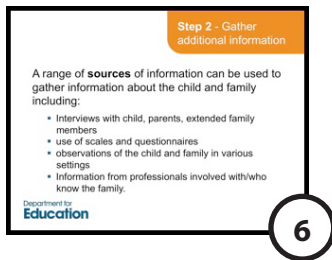 Step 2 - Gather
additional information
A range of sources of information can be used to
gather information about the child and family
including:
▪ Interviews with child, parents, extended family
members
▪ use of scales and questionnaires
▪ observations of the child and family in various
settings
▪ Information from professionals involved with/who
know the family.
Department for
Education
6